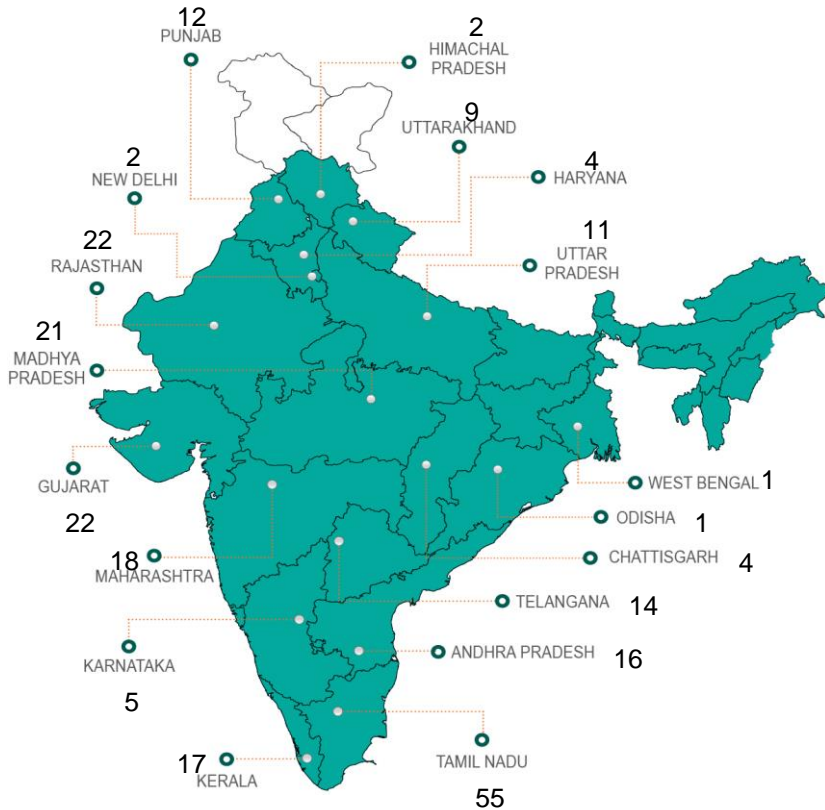 12
PUNJAB
2
HIMACHAL
PRADESH
9
UTTARAKHAND
2
NEW DELHI
4
HARYANA
22
RAJASTHAN
11
UTTAR
PRADESH
21
MADHYA
PRADESH
GUJARAT
22
WEST BENGAL 1
ODISHA 1
18
MAHARASHTRA
CHATTISGARH 4
TELANGANA 14
KARNATAKA
5
ANDHRA PRADESH 16
17
KERALA
TAMIL NADU
55